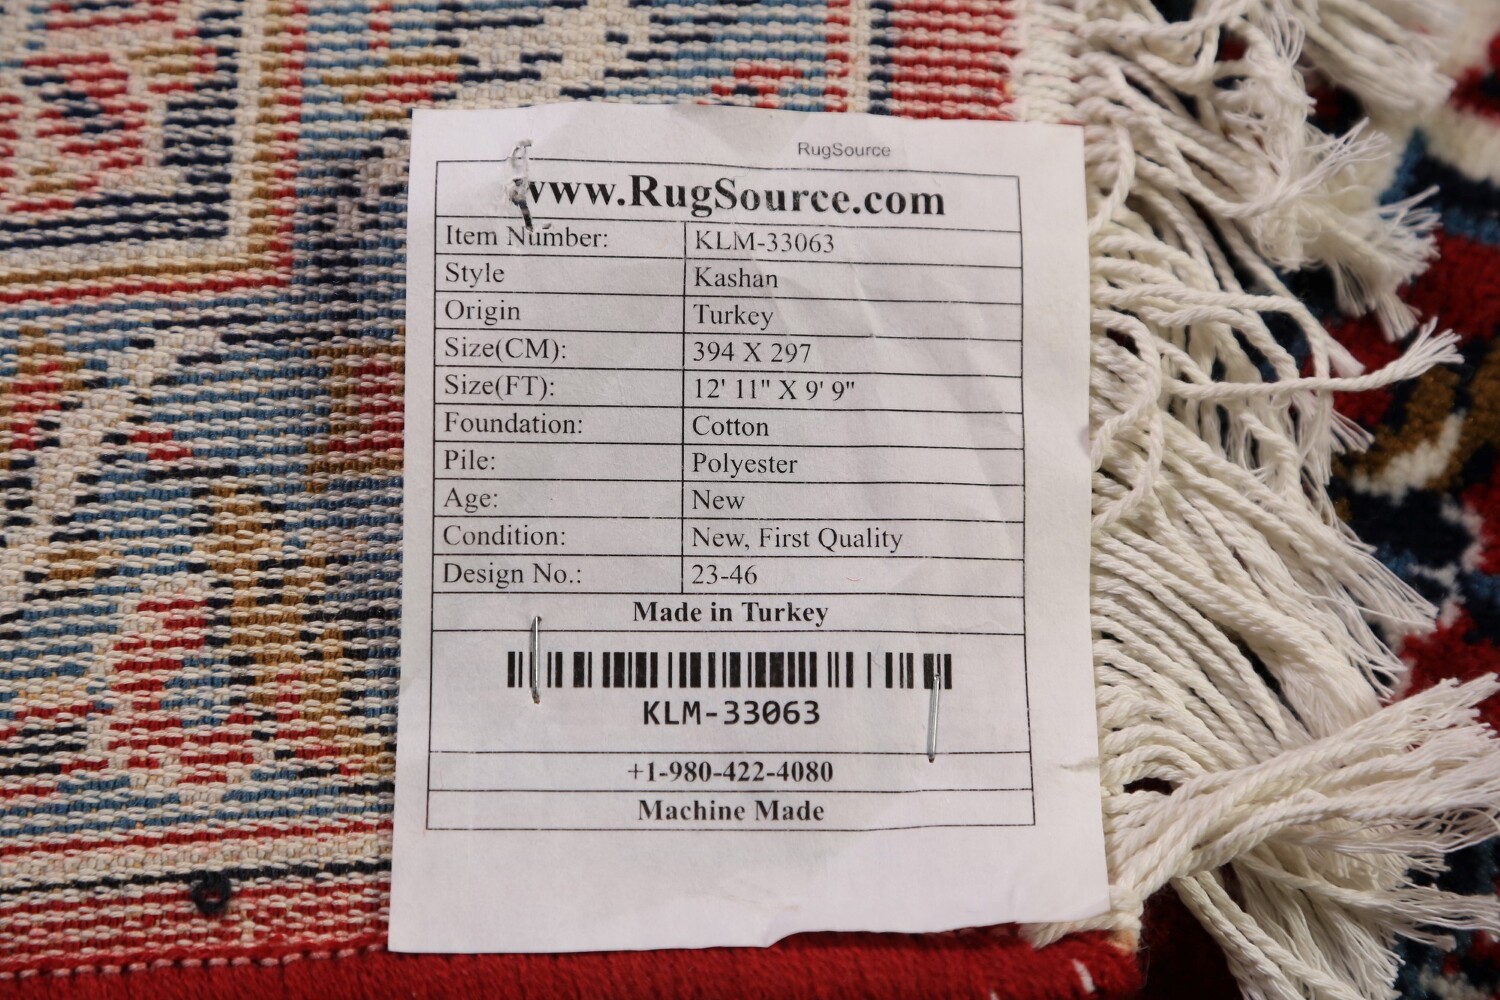 RugSource
www.RugSource.com
Item Number: KLM-33063
Style Kashan
Origin Turkey
Size(CM): 394 X 297
Size(FT): 12' 11" X 9' 9"
Foundation: Cotton
Pile: Polyester
Age: New
Condition: New, First Quality
Design No.: 23-46
Made in Turkey
KLM-33063
+1-980-422-4080
Machine Made